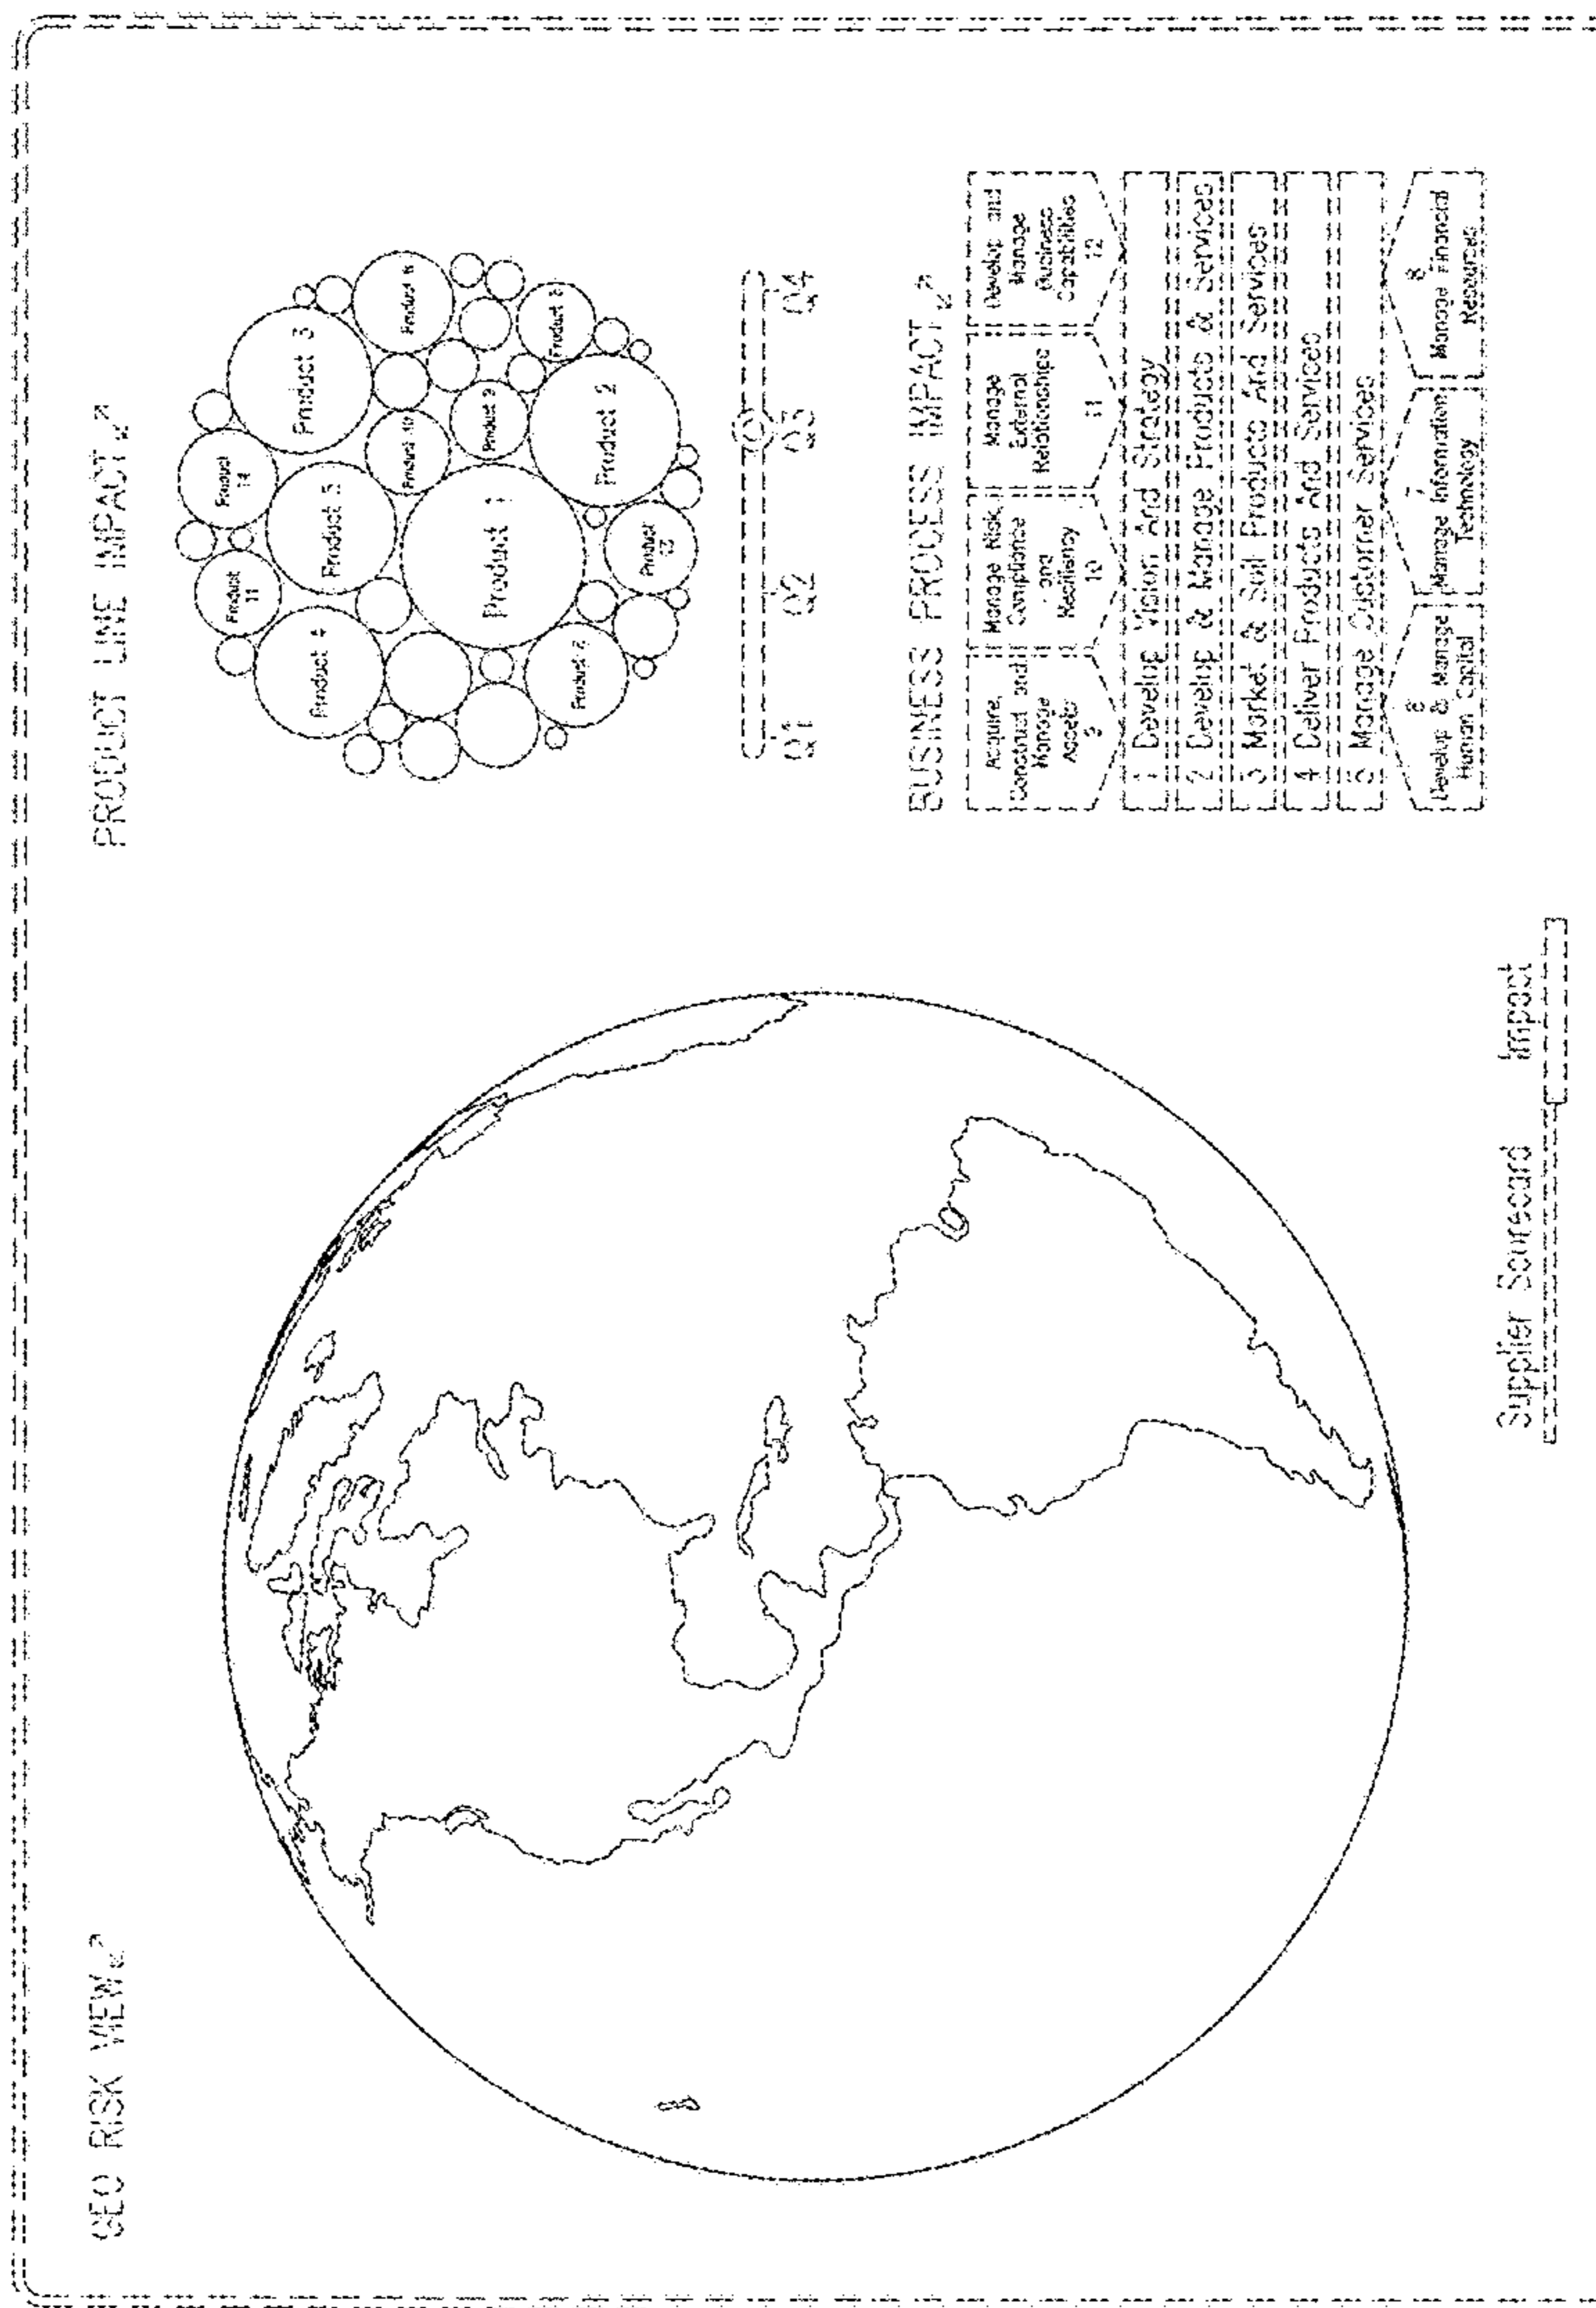 GEO RISK VIEW
PRODUCT LINE IMPACT
Product 14
Product 3
Product 11
Product 5
Product 6
Product 4
Product 10
Product 9
Product 8
Product 1
Product 2
Product 13
Q1
Q2
Q3
Q4
BUSINESS PROCESS IMPACT
Acquire,
Construct and
Manage
Assets
9
Manage Risk,
Compliance
and
Resiliency
10
Manage
External
Relationships
11
Develop and
Manage
Business
Capabilities
12
1 Develop Vision And Strategy
2 Develop & Manage Products & Services
3 Market & Soil Products And Services
4 Deliver Products And Services
5 Manage Customer Services
Develop & Manage
Human Capital
7
Manage Information
Technology
8
Manage Financial
Resources
Supplier Scorecard
Impact